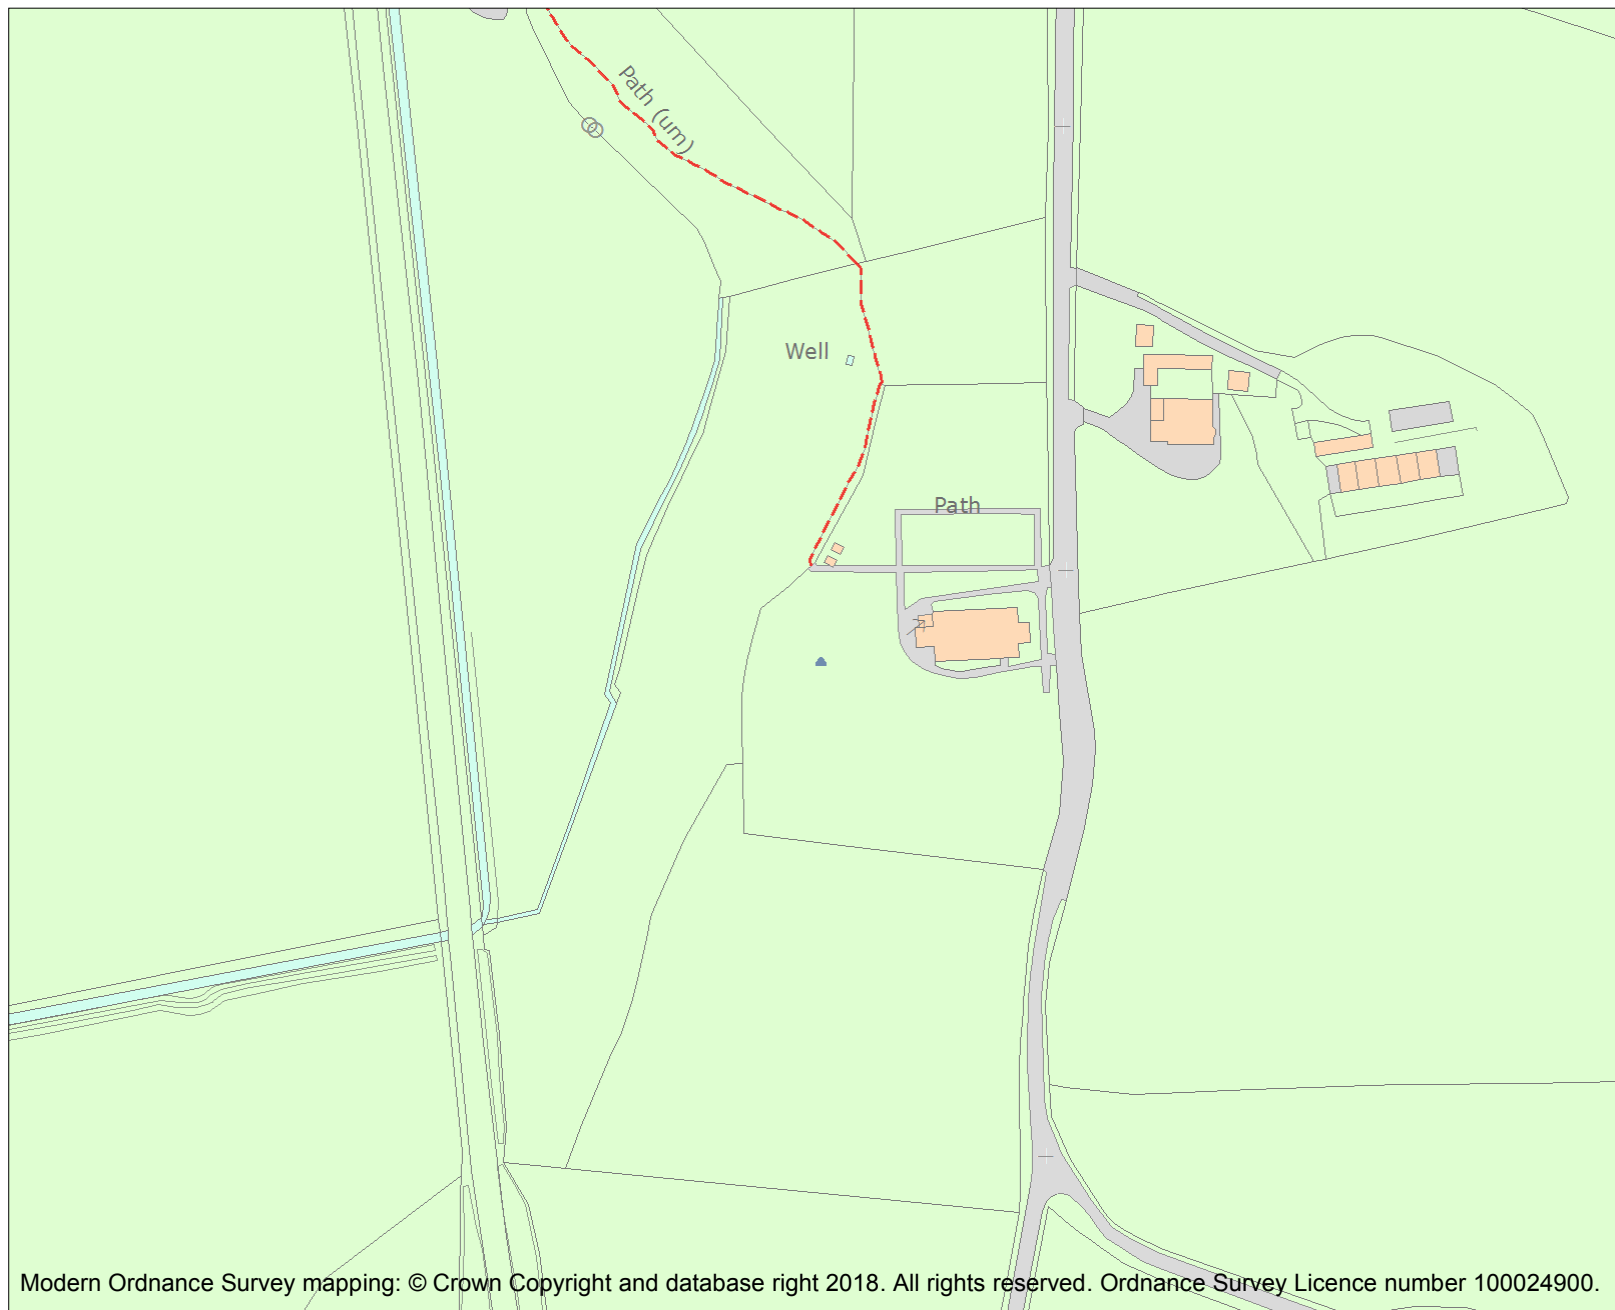 Path (um)
Well
Path
Modern Ordnance Survey mapping: © Crown Copyright and database right 2018. All rights reserved. Ordnance Survey Licence number 100024900.